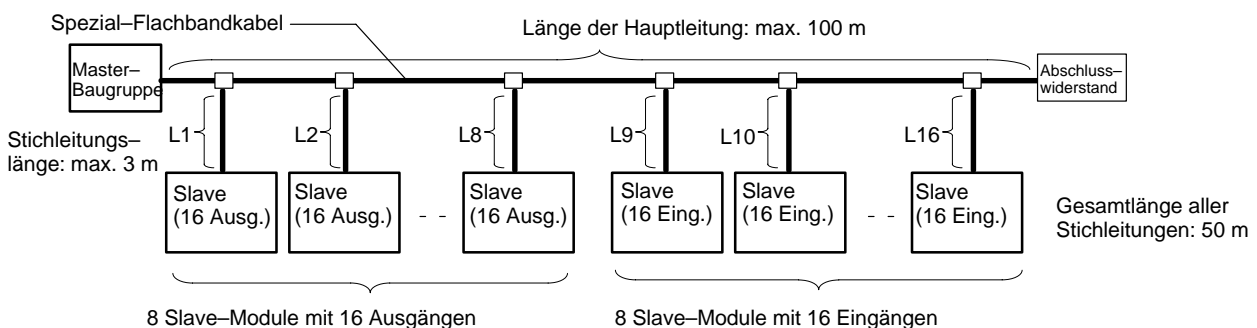 Spezial–Flachbandkabel
Länge der Hauptleitung: max. 100 m
Master–
Baugruppe
Abschluss–
widerstand
Stichleitungs–
länge: max. 3 m
L1
L2
L8
L9
L10
L16
Slave
(16 Ausg.)
Slave
(16 Ausg.)
Slave
(16 Ausg.)
Slave
(16 Eing.)
Slave
(16 Eing.)
Slave
(16 Eing.)
Gesamtlänge aller
Stichleitungen: 50 m
8 Slave–Module mit 16 Ausgängen
8 Slave–Module mit 16 Eingängen